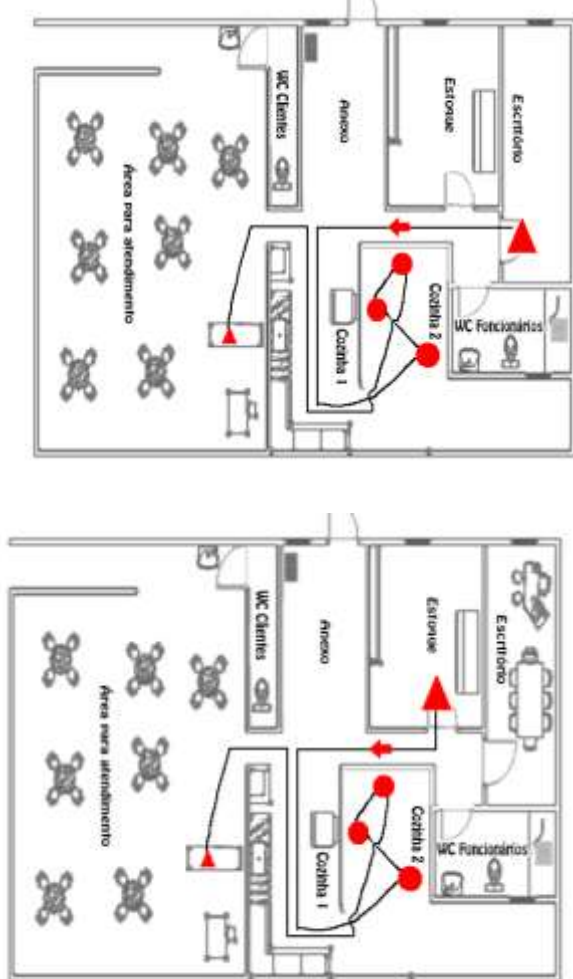 WC Clientes
Anexo
Estoque
Escritório
Área para atendimento
Cozinha 1
Cozinha 2
WC Funcionários
WC Clientes
Anexo
Estoque
Escritório
Área para atendimento
Cozinha 1
Cozinha 2
WC Funcionários